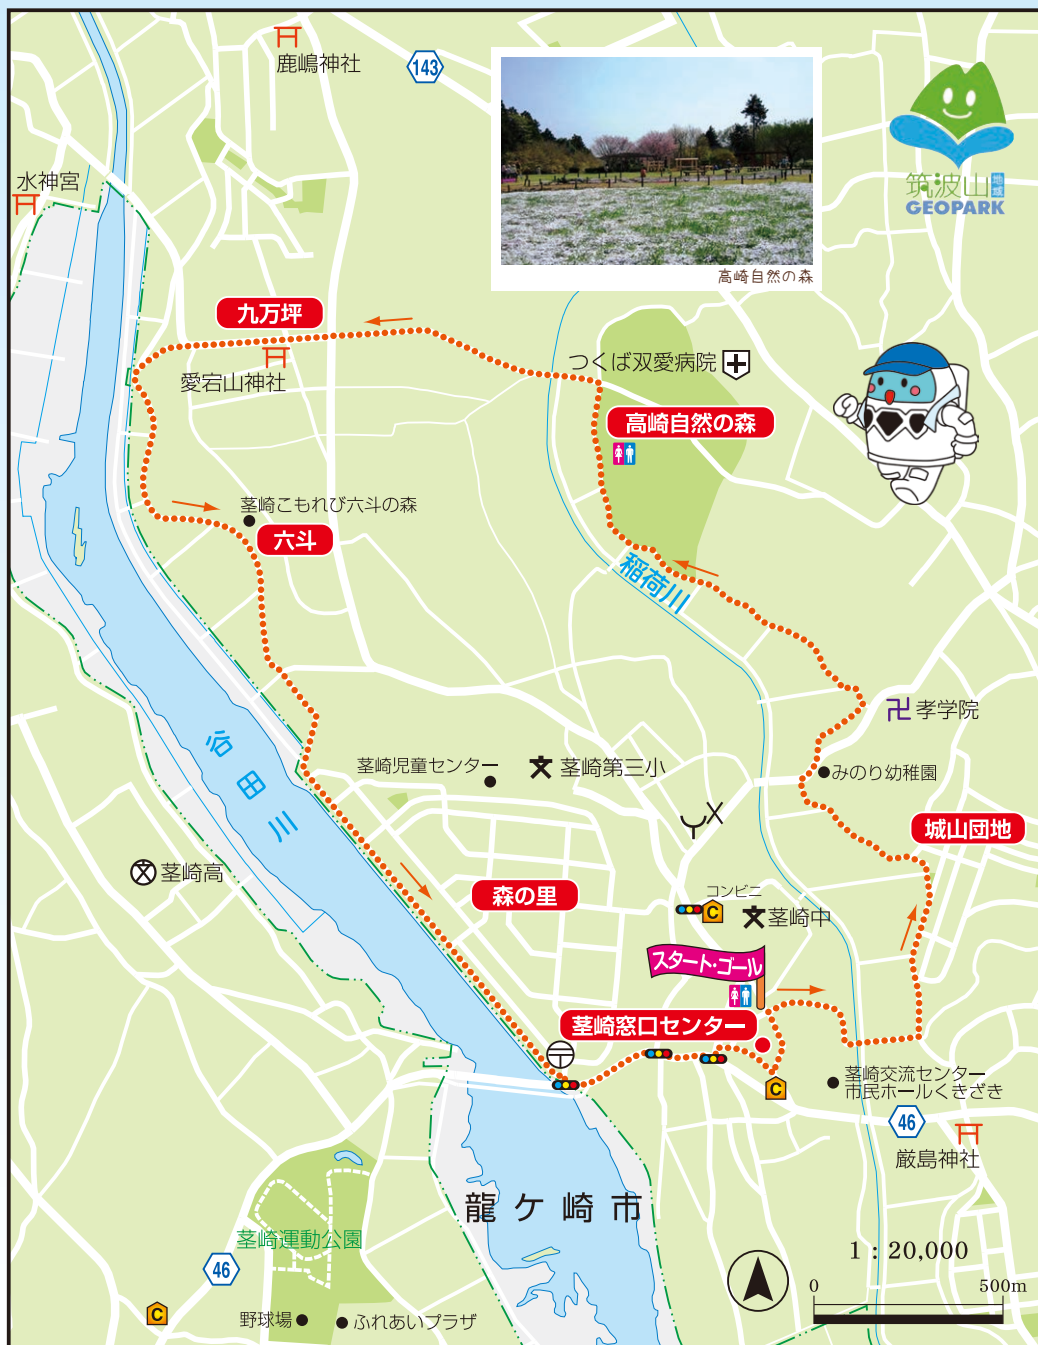 鹿嶋神社
143
水神宮
筑波山地域
GEOPARK
高崎自然の森
九万坪
愛宕山神社
つくば双愛病院
高崎自然の森
茎崎こもれび六斗の森
六斗
稲荷川
孝学院
谷田川
茎崎児童センター
茎崎第三小
みのり幼稚園
城山団地
茎崎高
森の里
コンビニ
C
茎崎中
スタート・ゴール
茎崎窓口センター
C
茎崎交流センター
市民ホールくきざき
46
厳島神社
龍ケ崎市
茎崎運動公園
46
1：20,000
0 500m
C
野球場
ふれあいプラザ